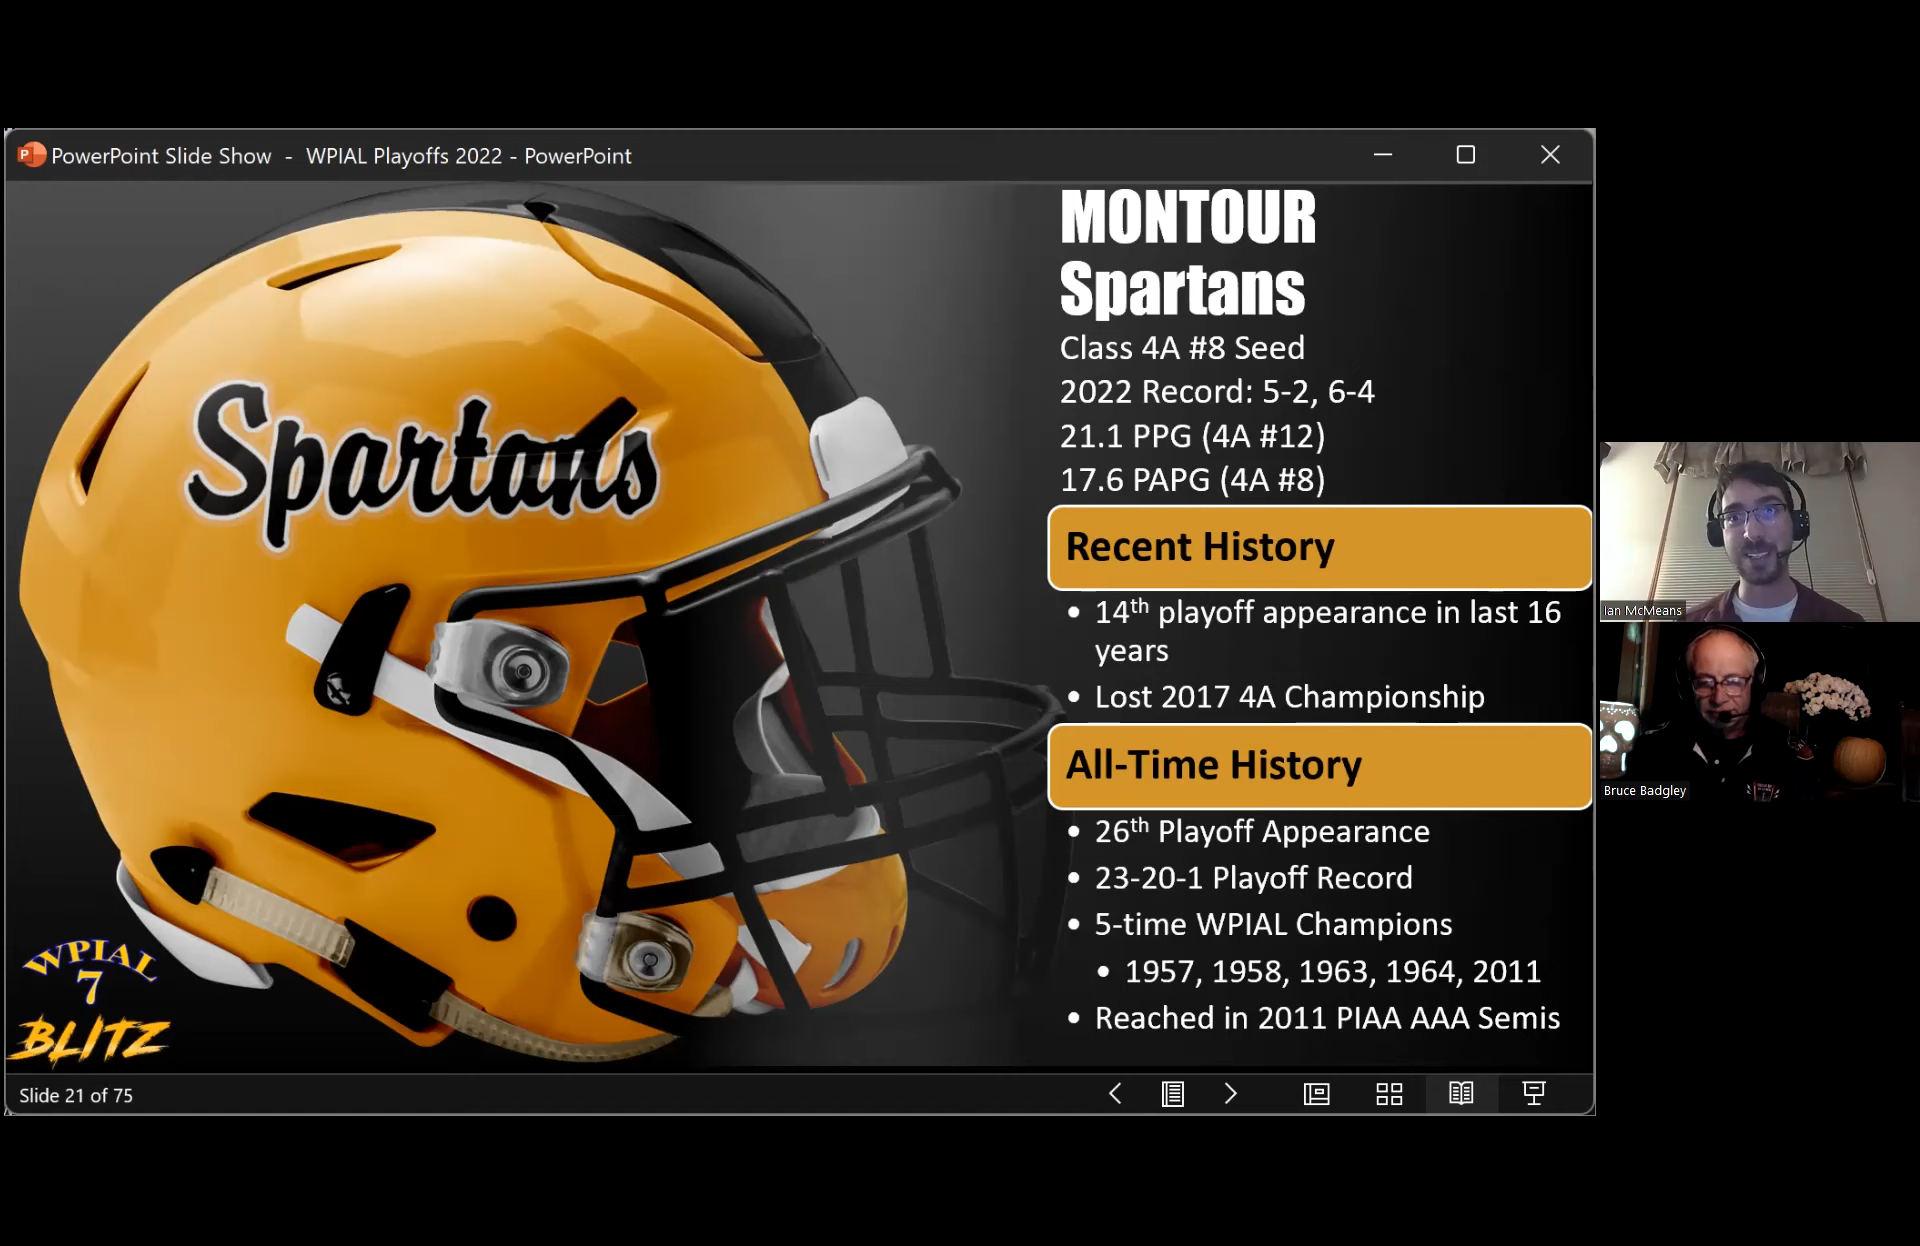 PowerPoint Slide Show - WPIAL Playoffs 2022 - PowerPoint
MONTOUR
Spartans
Class 4A #8 Seed
2022 Record: 5-2, 6-4
21.1 PPG (4A #12)
17.6 PAPG (4A #8)
Recent History
• 14th playoff appearance in last 16
years
• Lost 2017 4A Championship
All-Time History
• 26th Playoff Appearance
• 23-20-1 Playoff Record
• 5-time WPIAL Champions
• 1957, 1958, 1963, 1964, 2011
• Reached in 2011 PIAA AAA Semis
Spartans
WPIAL
7
BLITZ
Slide 21 of 75
Ian McMeans
Bruce Badgley